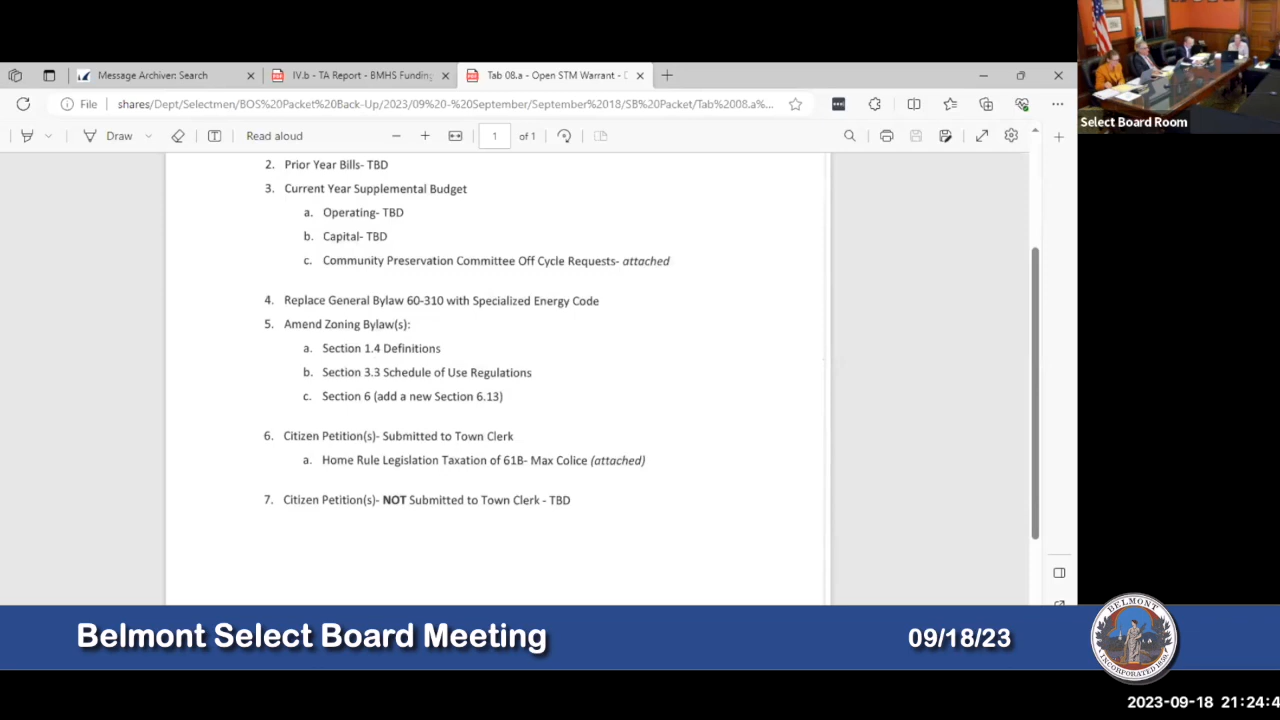 Message Archiver: Search
IV.b - TA Report - BMHS Funding
Tab 08.a - Open STM Warrant -
File shares/Dept/Selectmen/BOS%20Packet%20Back-Up/2023/09%20-%20September/September%2018/SB%20Packet/Tab%2008.a%...
Draw
Read aloud
1 of 1
Select Board Room
2. Prior Year Bills- TBD
3. Current Year Supplemental Budget
a. Operating- TBD
b. Capital- TBD
c. Community Preservation Committee Off Cycle Requests- attached
4. Replace General Bylaw 60-310 with Specialized Energy Code
5. Amend Zoning Bylaw(s):
a. Section 1.4 Definitions
b. Section 3.3 Schedule of Use Regulations
c. Section 6 (add a new Section 6.13)
6. Citizen Petition(s)- Submitted to Town Clerk
a. Home Rule Legislation Taxation of 61B- Max Colice (attached)
7. Citizen Petition(s)- NOT Submitted to Town Clerk - TBD
Belmont Select Board Meeting
09/18/23
BELMONT
INCORPORATED 1859
2023-09-18 21:24:4